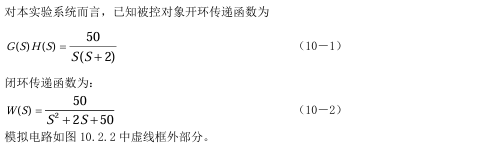 对本实验系统而言，已知被控对象开环传递函数为
G(S)H(S) = 50 / S(S+2) （10－1）
闭环传递函数为：
W(S) = 50 / S² + 2S + 50 （10－2）
模拟电路如图 10.2.2 中虚线框外部分。